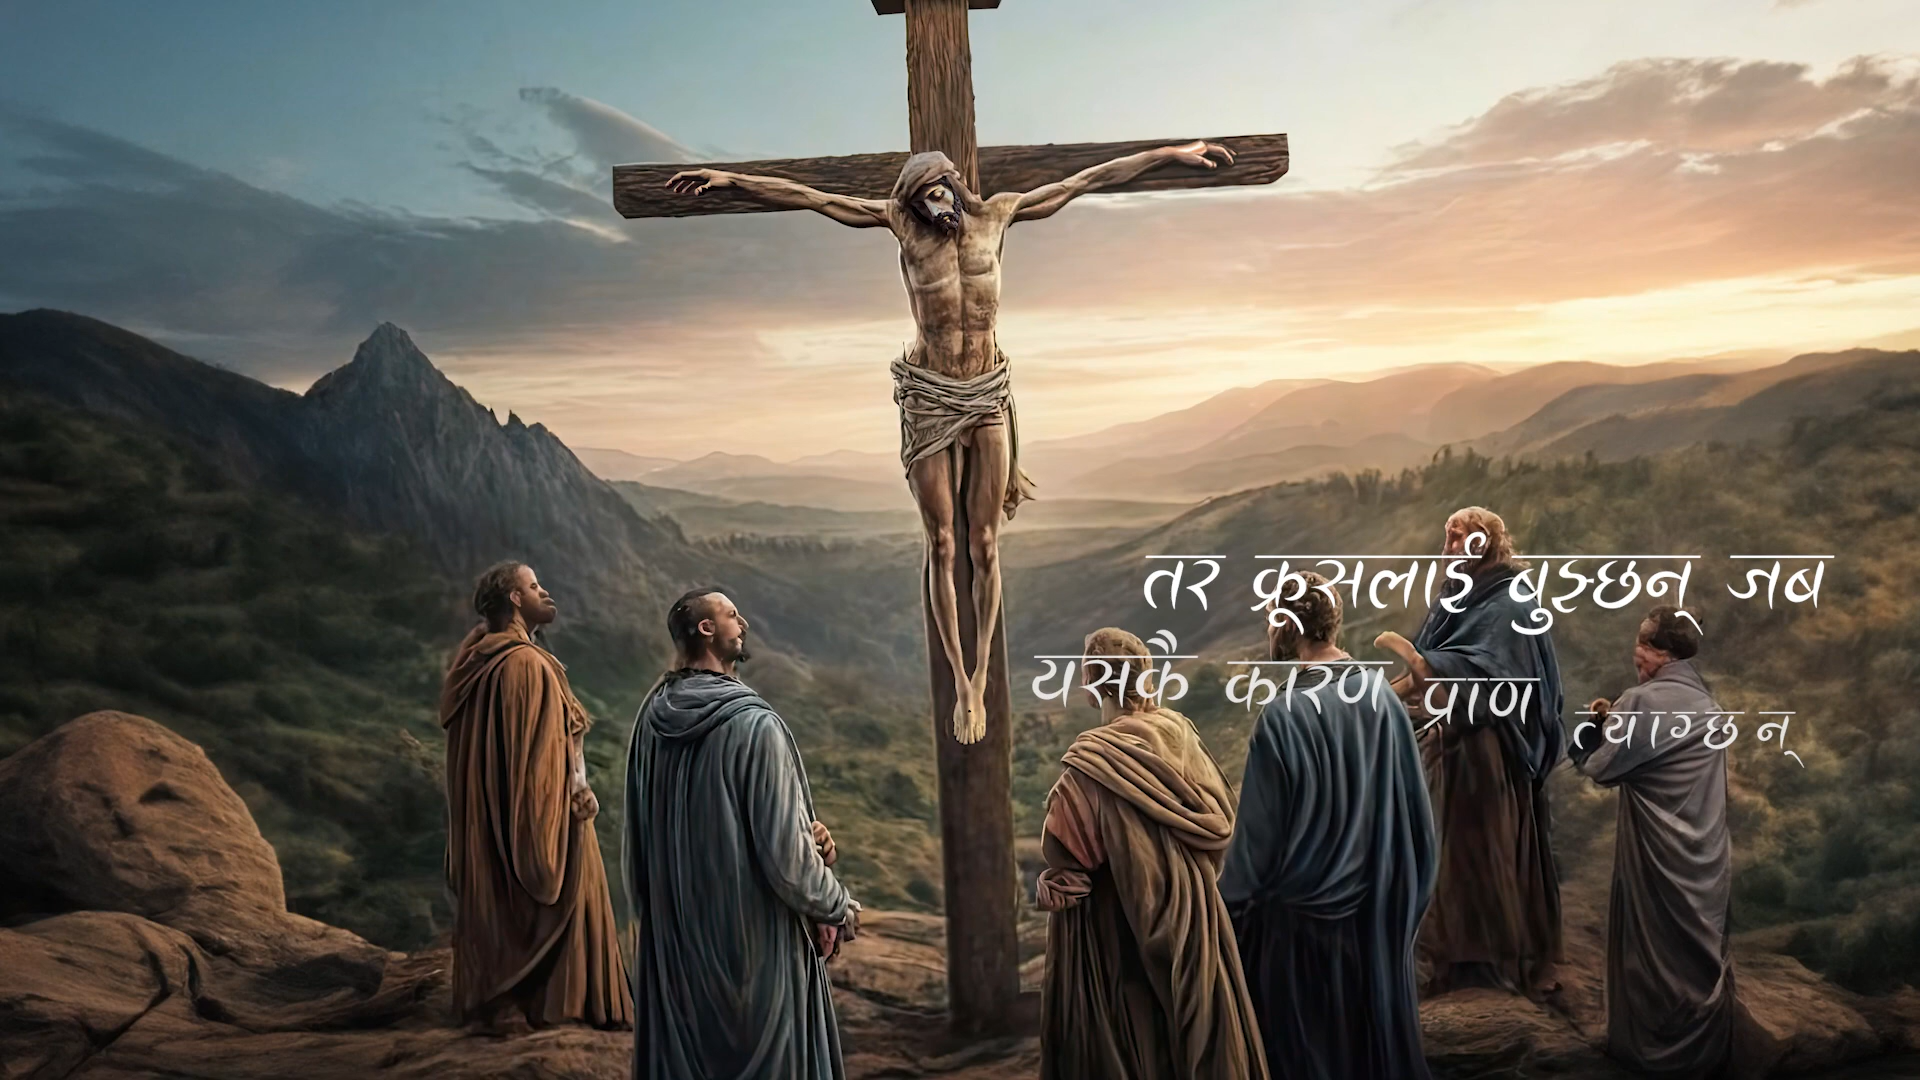 तर क्रूसलाई बुझ्छन् जब
यसकै कारण प्राण त्याग्छन्